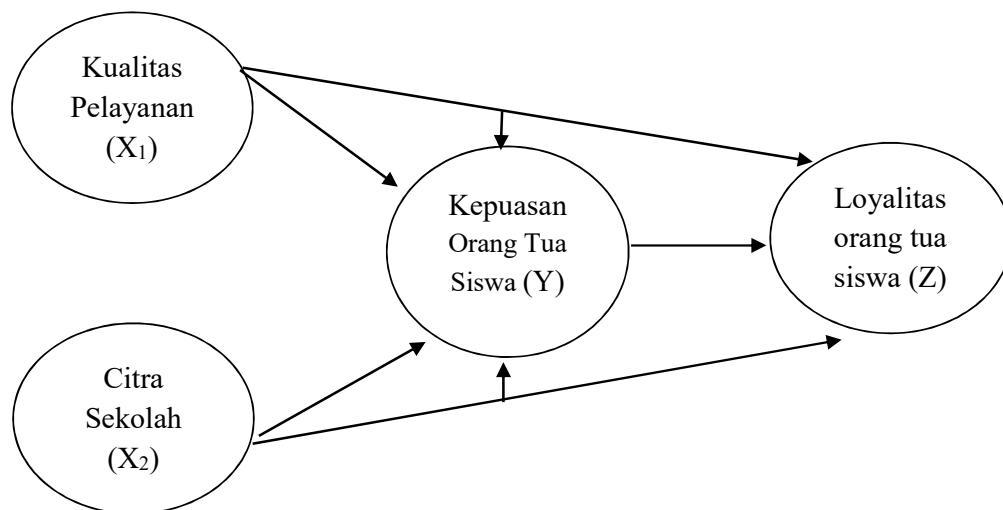 Kualitas
Pelayanan
(X₁)
Kepuasan
Orang Tua
Siswa (Y)
Loyalitas
orang tua
siswa (Z)
Citra
Sekolah
(X₂)